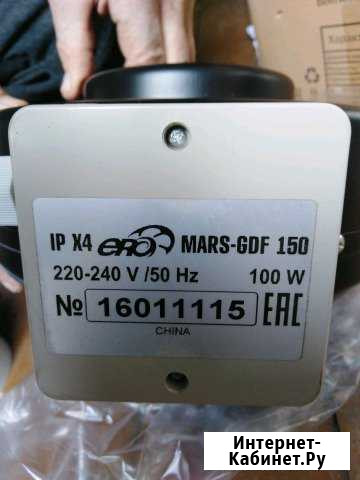 IP X4 ERA MARS-GDF 150
220-240 V /50 Hz 100 W
№ 16011115 EAC
CHINA
Интернет-
Кабинет.Ру